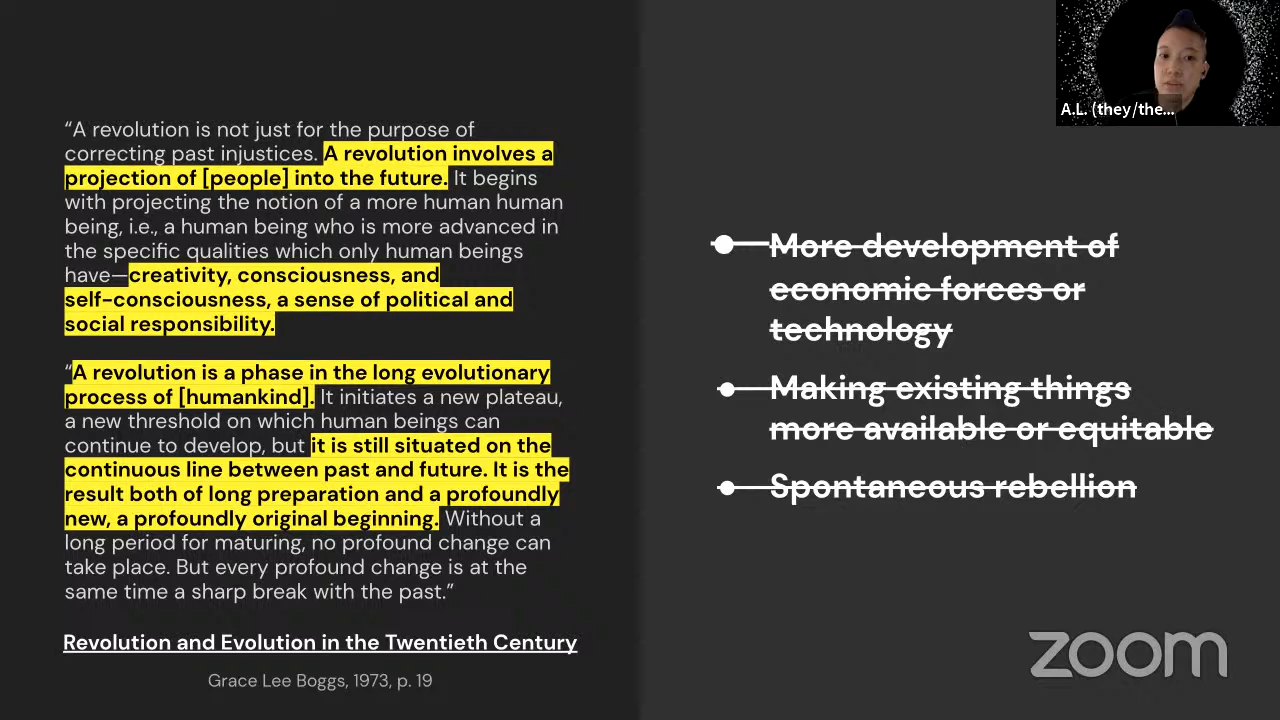 “A revolution is not just for the purpose of
correcting past injustices. A revolution involves a
projection of [people] into the future. It begins
with projecting the notion of a more human human
being, i.e., a human being who is more advanced in
the specific qualities which only human beings
have—creativity, consciousness, and
self-consciousness, a sense of political and
social responsibility.
“A revolution is a phase in the long evolutionary
process of [humankind]. It initiates a new plateau,
a new threshold on which human beings can
continue to develop, but it is still situated on the
continuous line between past and future. It is the
result both of long preparation and a profoundly
new, a profoundly original beginning. Without a
long period for maturing, no profound change can
take place. But every profound change is at the
same time a sharp break with the past.”
Revolution and Evolution in the Twentieth Century
Grace Lee Boggs, 1973, p. 19
More development of
economic forces or
technology
Making existing things
more available or equitable
Spontaneous rebellion
A.L. (they/the...
zoom